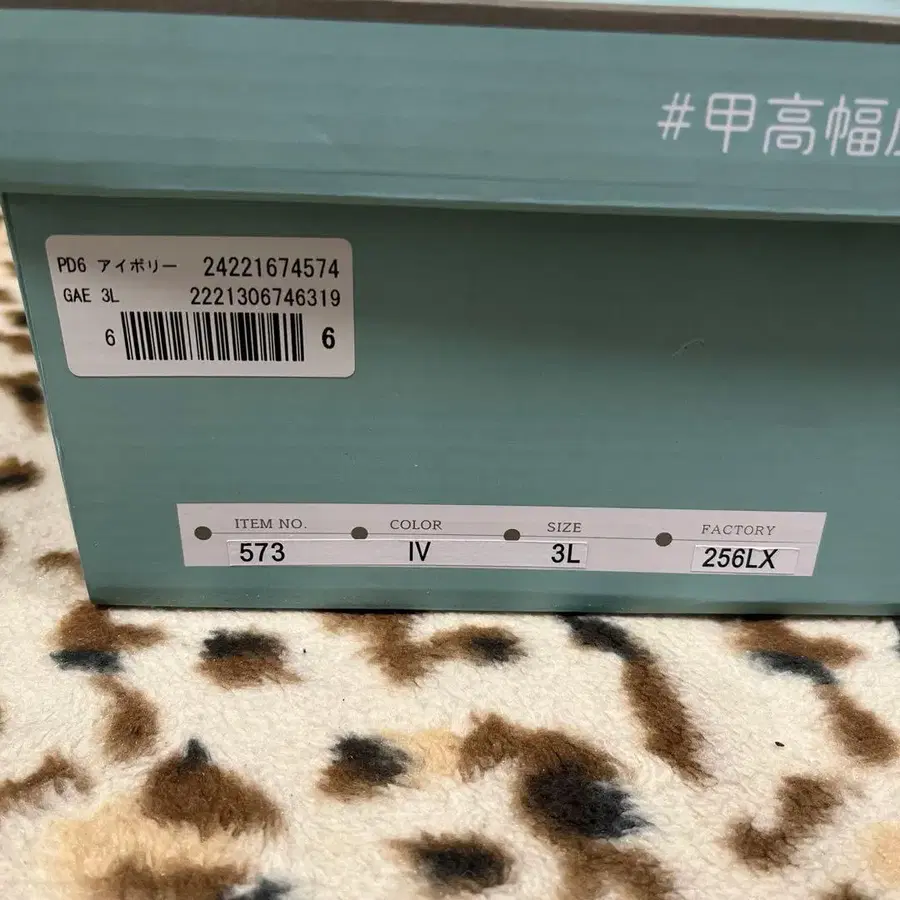 #甲高幅
PD6 アイボリー 24221674574
GAE 3L 2221306746319
6 6
ITEM NO. COLOR SIZE FACTORY
573 IV 3L 256LX